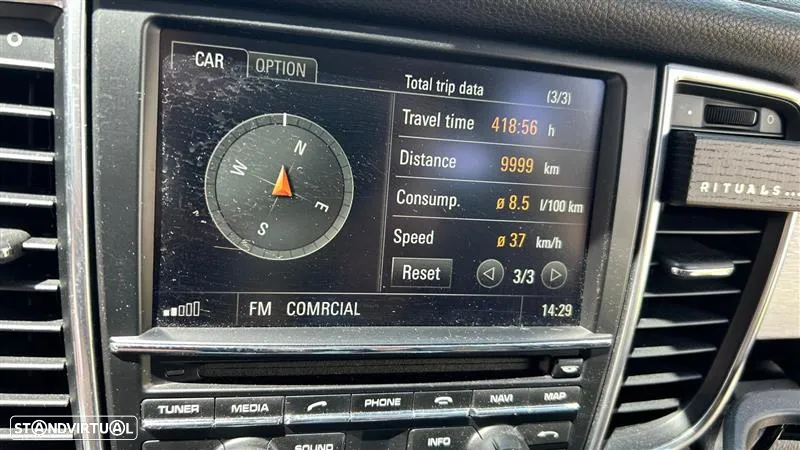 CAR OPTION
Total trip data (3/3)
Travel time 418:56 h
Distance 9999 km
Consump. ø 8.5 l/100 km
Speed ø 37 km/h
Reset 3/3
N
W
E
S
FM COMRCIAL 14:29
RITUALS...
TUNER MEDIA PHONE NAVI MAP
SOUND INFO
STANDVIRTUAL